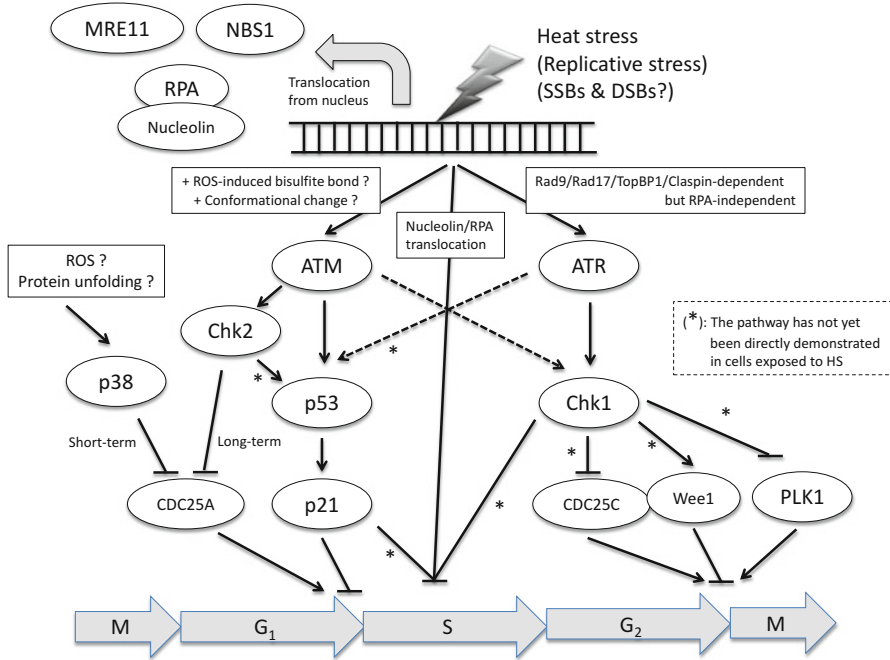 MRE11
NBS1
RPA
Nucleolin
Translocation
from nucleus
Heat stress
(Replicative stress)
(SSBs & DSBs?)
+ ROS-induced bisulfite bond ?
+ Conformational change ?
Rad9/Rad17/TopBP1/Claspin-dependent
but RPA-independent
Nucleolin/RPA
translocation
ROS ?
Protein unfolding ?
ATM
ATR
Chk2
(*): The pathway has not yet
been directly demonstrated
in cells exposed to HS
*
*
p38
p53
Chk1
*
Short-term
Long-term
*
*
CDC25A
p21
*
CDC25C
Wee1
PLK1
*
M
G1
S
G2
M